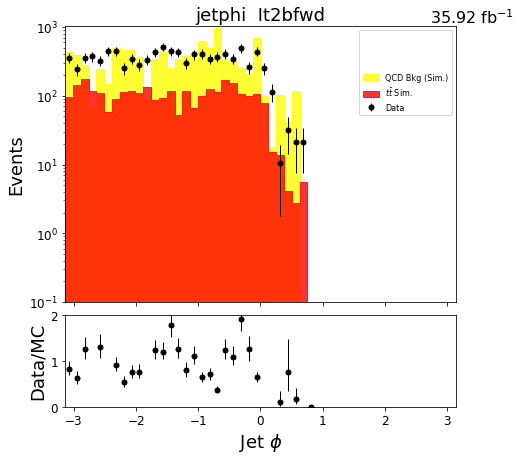 jetphi It2bfwd
35.92 fb⁻¹
10³
10²
10¹
10⁰
10⁻¹
Events
QCD Bkg (Sim.)
tt̄ Sim.
Data
2
1
0
Data/MC
−3 −2 −1 0 1 2 3
Jet ϕ